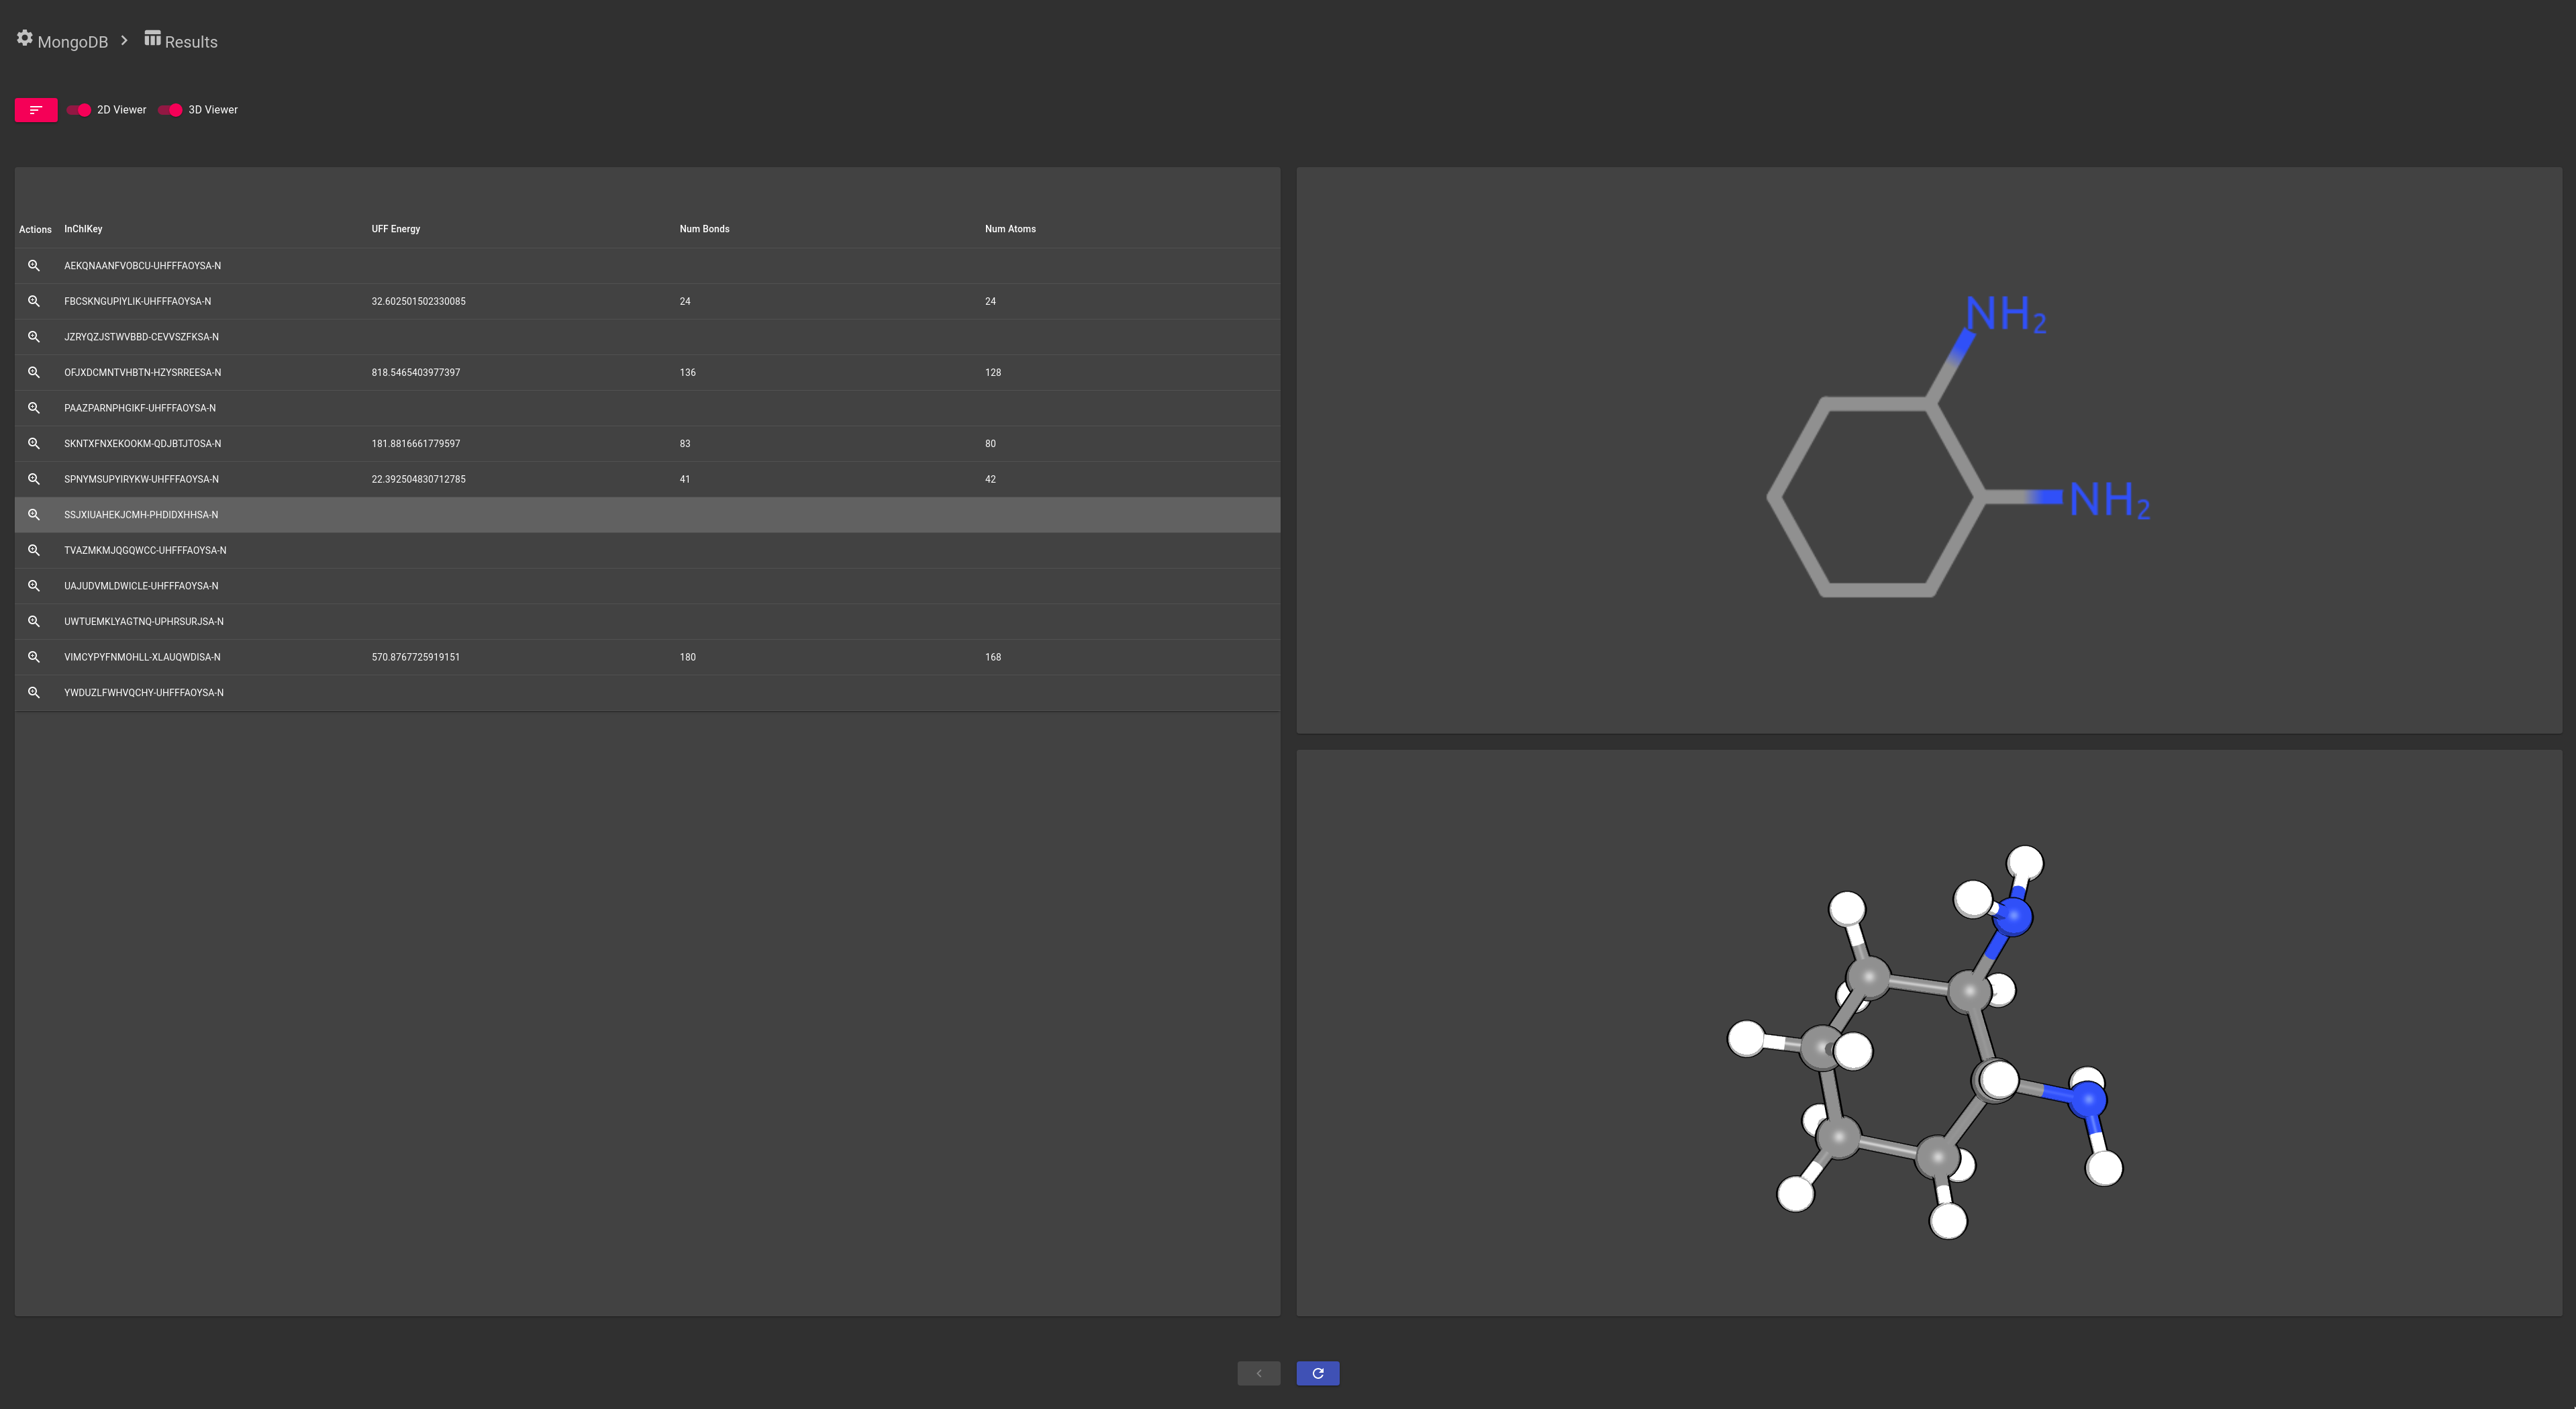 MongoDB > Results
2D Viewer 3D Viewer
Actions InChIKey UFF Energy Num Bonds Num Atoms
AEKQNAANFVOBCU-UHFFFAOYSA-N
FBCSKNGUPIYLIK-UHFFFAOYSA-N 32.602501502330085 24 24
JZRYQZJSTWVBBD-CEVVSZFKSA-N
OFJXDCMNTVHBTN-HZYSRREESA-N 818.5465403977397 136 128
PAAZPARNPHGIKF-UHFFFAOYSA-N
SKNTXFNXEKOOKM-QDJBTJTOSA-N 181.8816661779597 83 80
SPNYMSUPYIRYKW-UHFFFAOYSA-N 22.392504830712785 41 42
SSJXIUAHEKJCMH-PHDIDXHHSA-N
TVAZMKMJQGQWCC-UHFFFAOYSA-N
UAJUDVMLDWICLE-UHFFFAOYSA-N
UWTUEMKLYAGTNQ-UPHRSURJSA-N
VIMCYPYFNMOHLL-XLAUQWDISA-N 570.8767725919151 180 168
YWDUZLFWHVQCHY-UHFFFAOYSA-N
NH2
NH2